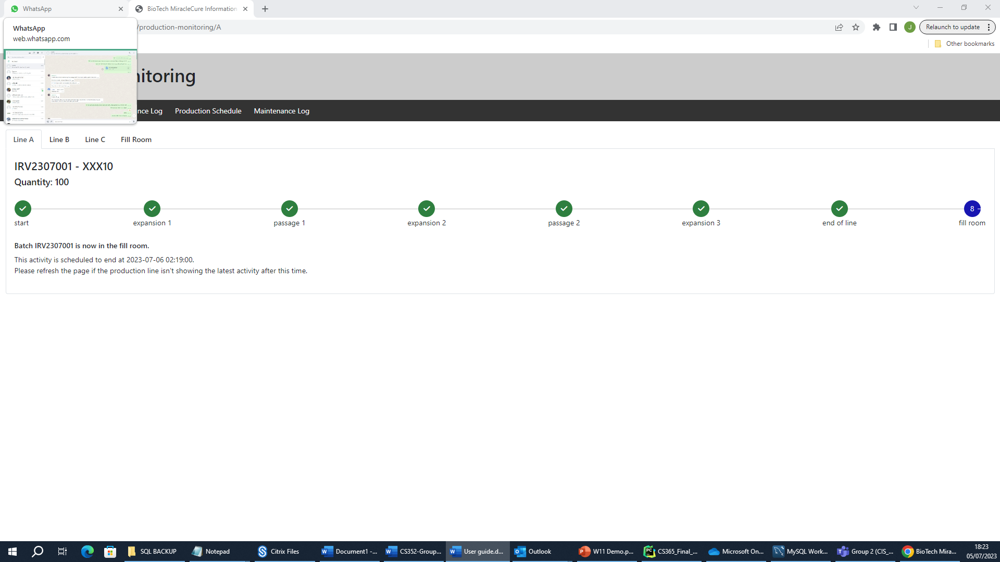 WhatsApp
BioTech MiracleCure Information
WhatsApp
web.whatsapp.com
/production-monitoring/A
J
Relaunch to update
Other bookmarks
nitoring
nce Log Production Schedule Maintenance Log
Line A Line B Line C Fill Room
IRV2307001 - XXX10
Quantity: 100
8
start expansion 1 passage 1 expansion 2 passage 2 expansion 3 end of line fill room
Batch IRV2307001 is now in the fill room.
This activity is scheduled to end at 2023-07-06 02:19:00.
Please refresh the page if the production line isn't showing the latest activity after this time.
SQL BACKUP Notepad Citrix Files Document1 -... CS352-Group... User guide.d... Outlook W11 Demo.p... CS365_Final_... Microsoft On... MySQL Work... Group 2 (CIS_... BioTech Mira...
18:23
05/07/2023